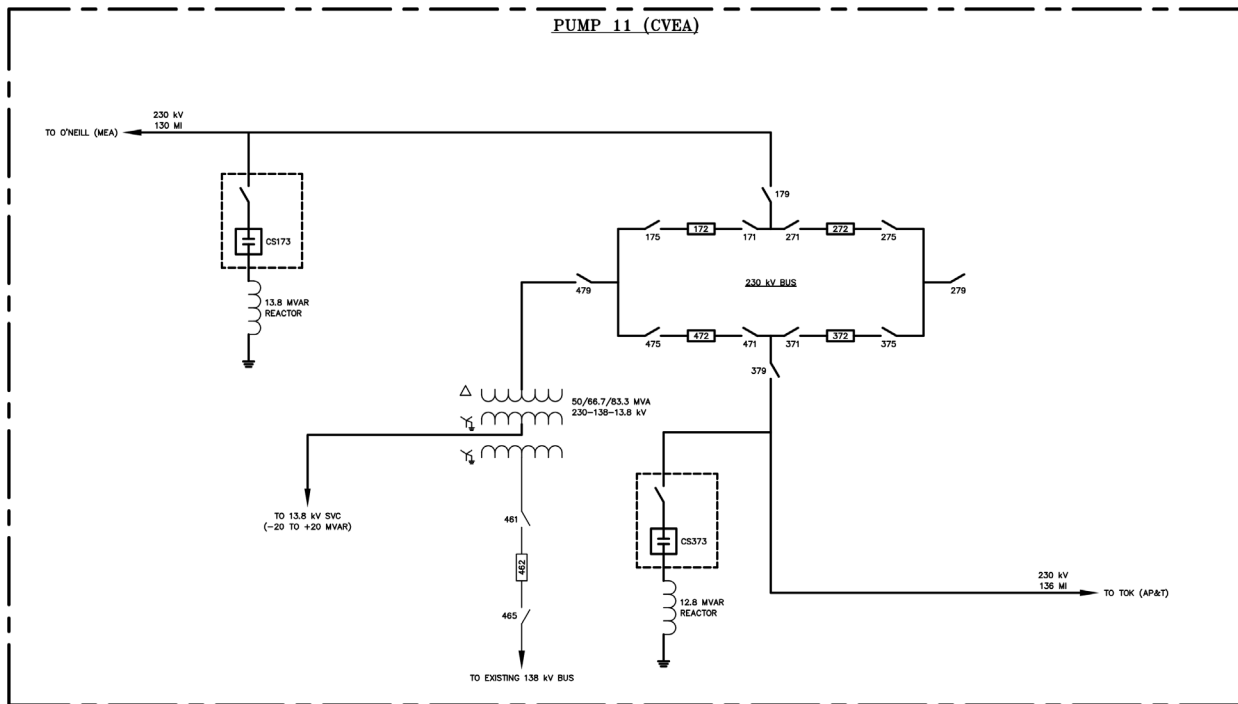 PUMP 11 (CVEA)
230 kV
130 MI
TO O'NEILL (MEA)
179
CS173
175
172
171
271
272
275
13.8 MVAR
REACTOR
479
230 kV BUS
279
475
472
471
371
372
375
379
50/66.7/83.3 MVA
230-138-13.8 kV
TO 13.8 kV SVC
(-20 TO +20 MVAR)
461
462
465
TO EXISTING 138 kV BUS
CS373
12.8 MVAR
REACTOR
230 kV
136 MI
TO TOK (AP&T)